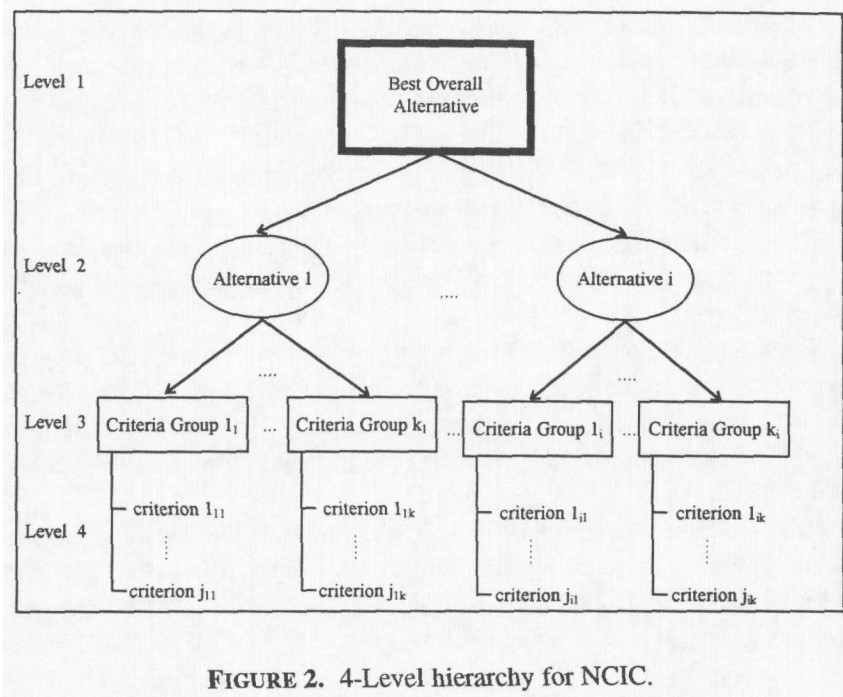 Level 1
Best Overall
Alternative
Level 2
Alternative 1
....
Alternative i
....
Level 3
Criteria Group 1₁
...
Criteria Group k₁
...
Criteria Group 1ᵢ
...
Criteria Group kᵢ
Level 4
criterion 1₁₁
criterion 1₁ₖ
criterion 1ᵢ₁
criterion 1ᵢₖ
criterion j₁₁
criterion j₁ₖ
criterion jᵢ₁
criterion jᵢₖ
FIGURE 2. 4-Level hierarchy for NCIC.